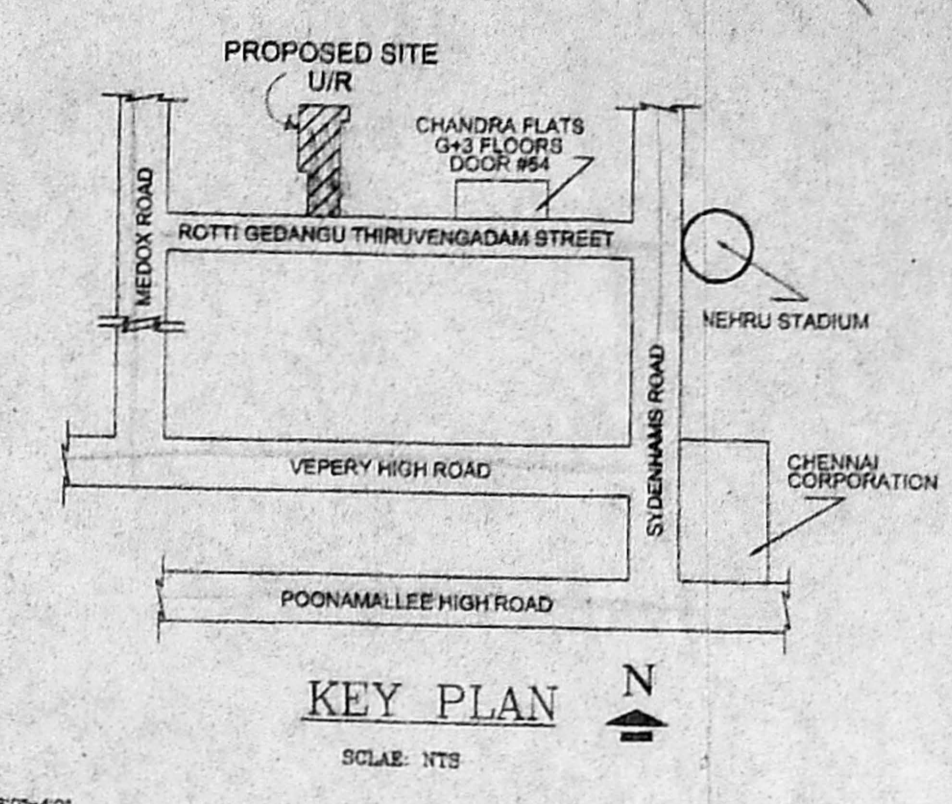 PROPOSED SITE
U/R
CHANDRA FLATS
G+3 FLOORS
DOOR #54
MEDOX ROAD
ROTTI GEDANGU THIRUVENGADAM STREET
NEHRU STADIUM
SYDENHAMS ROAD
VEPERY HIGH ROAD
CHENNAI
CORPORATION
POONAMALLEE HIGH ROAD
KEY PLAN
N
SCLAE: NTS